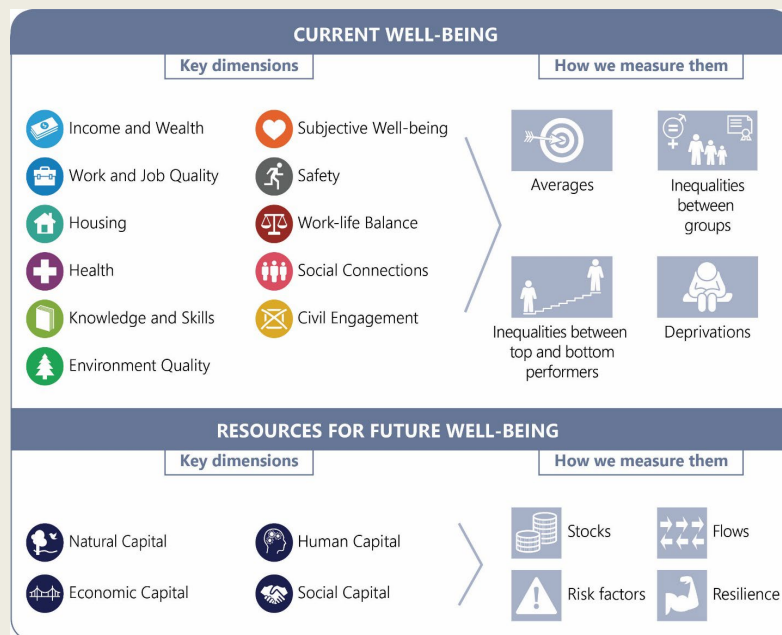 CURRENT WELL-BEING
Key dimensions
How we measure them
Income and Wealth
Work and Job Quality
Housing
Health
Knowledge and Skills
Environment Quality
Subjective Well-being
Safety
Work-life Balance
Social Connections
Civil Engagement
Averages
Inequalities
between
groups
Inequalities between
top and bottom
performers
Deprivations
RESOURCES FOR FUTURE WELL-BEING
Key dimensions
How we measure them
Natural Capital
Economic Capital
Human Capital
Social Capital
Stocks
Flows
Risk factors
Resilience